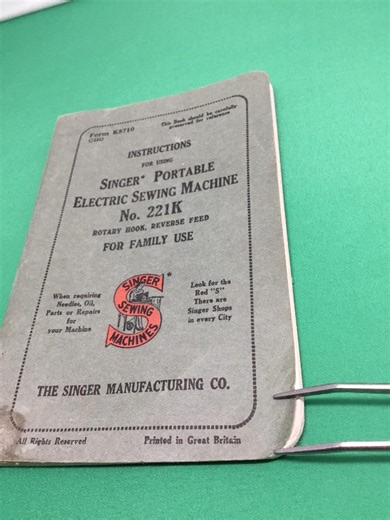 Form K8710
This Book should be carefully
preserved for reference
INSTRUCTIONS
FOR USING
SINGER* PORTABLE
ELECTRIC SEWING MACHINE
No. 221K
ROTARY HOOK, REVERSE FEED
FOR FAMILY USE
When requiring
Needles, Oil,
Parts or Repairs
for
your Machine
SINGER
SEWING
MACHINES
*
Look for the
Red "S"
There are
Singer Shops
in every City
THE SINGER MANUFACTURING CO.
All Rights Reserved
Printed in Great Britain